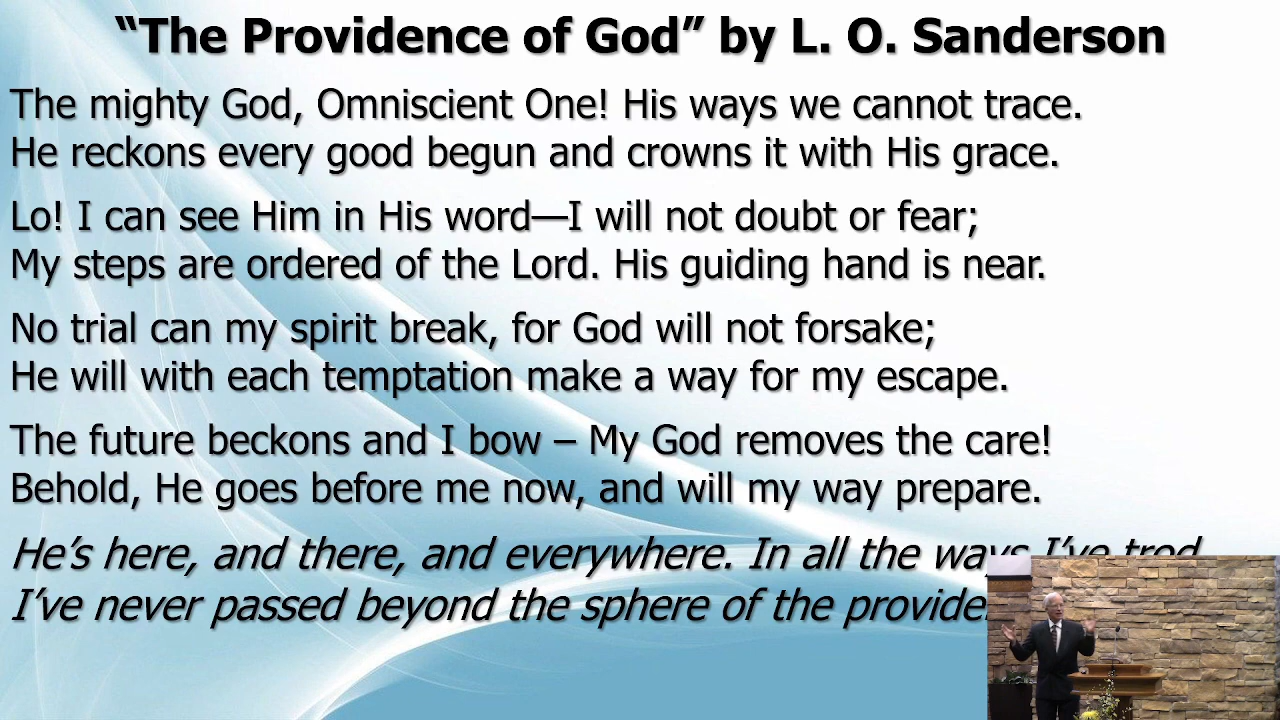 “The Providence of God” by L. O. Sanderson
The mighty God, Omniscient One! His ways we cannot trace.
He reckons every good begun and crowns it with His grace.
Lo! I can see Him in His word—I will not doubt or fear;
My steps are ordered of the Lord. His guiding hand is near.
No trial can my spirit break, for God will not forsake;
He will with each temptation make a way for my escape.
The future beckons and I bow – My God removes the care!
Behold, He goes before me now, and will my way prepare.
He’s here, and there, and everywhere. In all the ways I’ve trod
I’ve never passed beyond the sphere of the